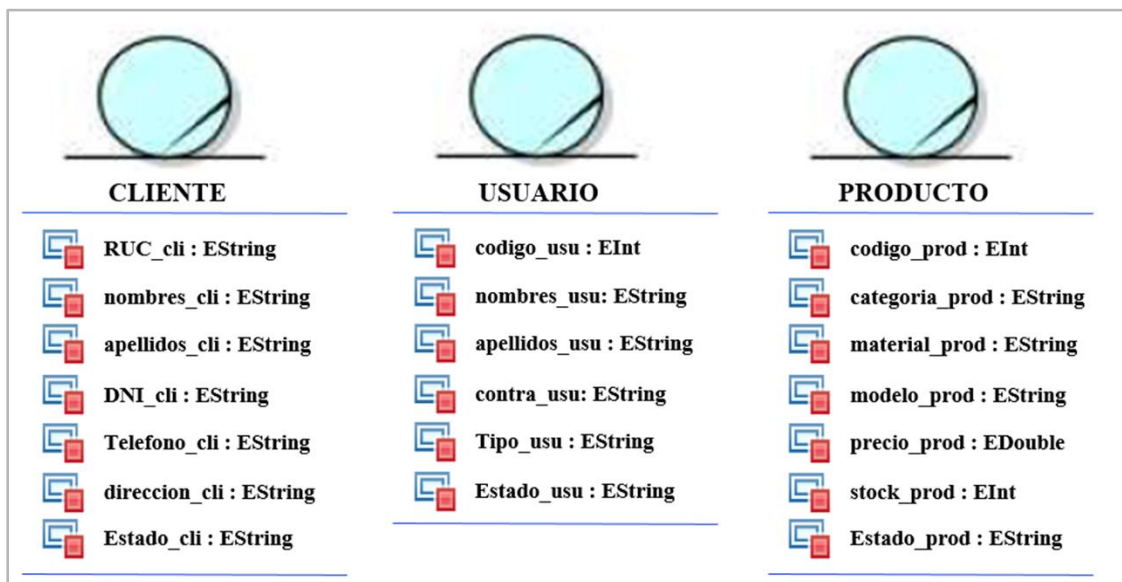 CLIENTE
RUC_cli : EString
nombres_cli : EString
apellidos_cli : EString
DNI_cli : EString
Telefono_cli : EString
direccion_cli : EString
Estado_cli : EString
USUARIO
codigo_usu : EInt
nombres_usu: EString
apellidos_usu : EString
contra_usu: EString
Tipo_usu : EString
Estado_usu : EString
PRODUCTO
codigo_prod : EInt
categoria_prod : EString
material_prod : EString
modelo_prod : EString
precio_prod : EDouble
stock_prod : EInt
Estado_prod : EString